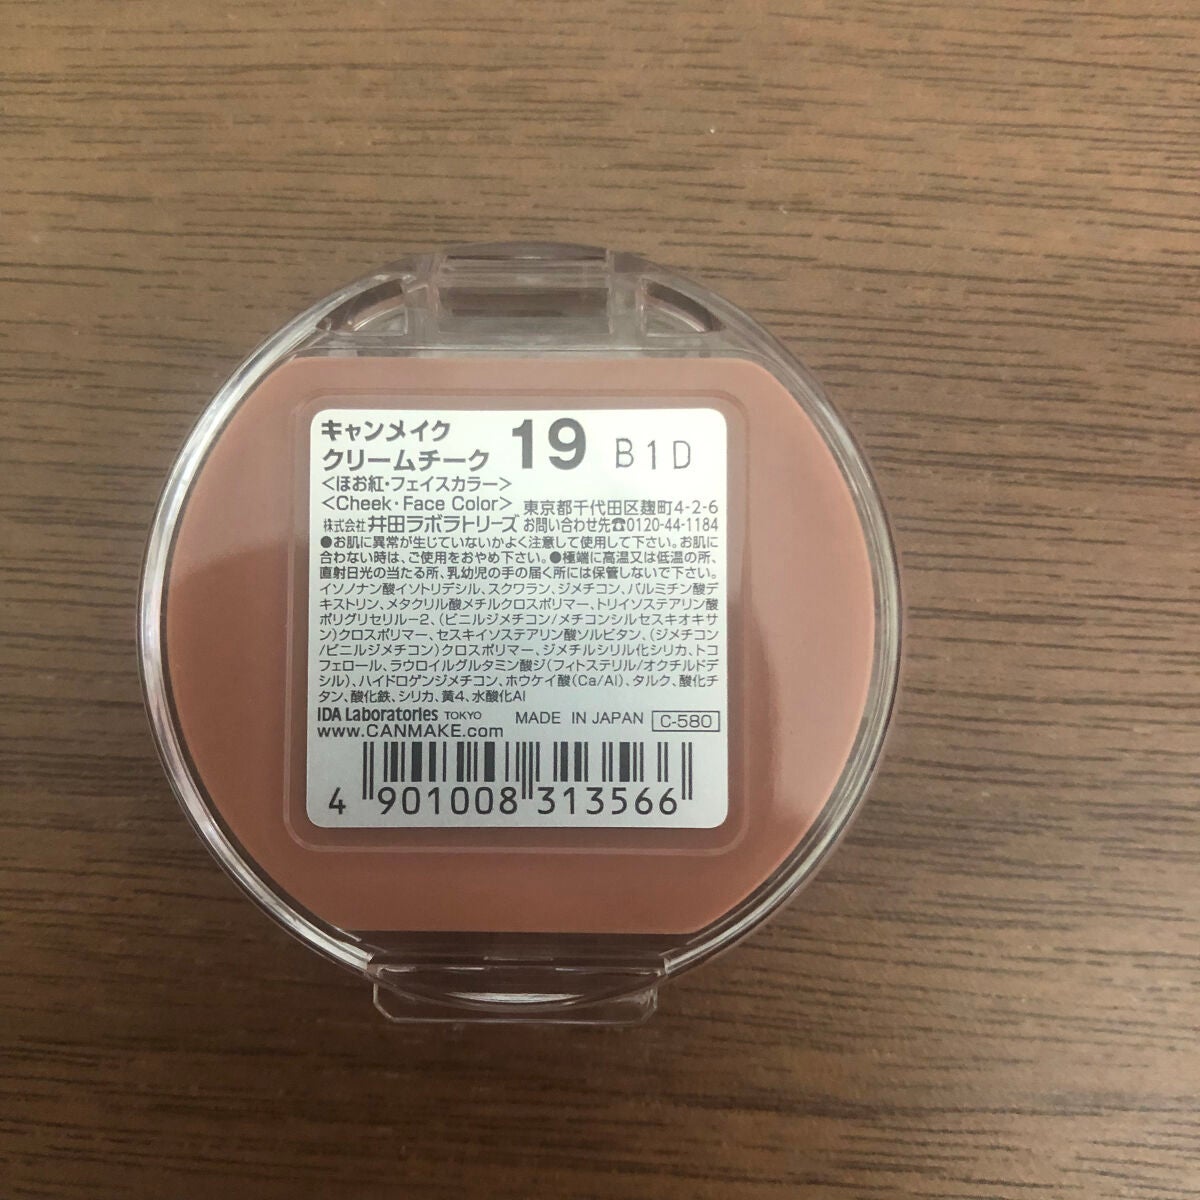 キャンメイク 19 B1D
クリームチーク
<ほお紅・フェイスカラー>
<Cheek・Face Color> 東京都千代田区麹町4-2-6
株式会社 井田ラボラトリーズ お問い合わせ先☎0120-44-1184
●お肌に異常が生じていないかよく注意して使用して下さい。お肌に
合わない時は、ご使用をおやめ下さい。●極端に高温又は低温の所、
直射日光の当たる所、乳幼児の手の届く所には保管しないで下さい。
イソノナン酸イソトリデシル、スクワラン、ジメチコン、パルミチン酸デ
キストリン、メタクリル酸メチルクロスポリマー、トリイソステアリン酸
ポリグリセリル-2、(ビニルジメチコン/メチコンシルセスキオキサ
ン)クロスポリマー、セスキイソステアリン酸ソルビタン、(ジメチコン
/ビニルジメチコン)クロスポリマー、ジメチルシリル化シリカ、トコ
フェロール、ラウロイルグルタミン酸ジ(フィトステリル/オクチルドデ
シル)、ハイドロゲンジメチコン、ホウケイ酸(Ca/Al)、タルク、酸化チ
タン、酸化鉄、シリカ、黄4、水酸化Al
IDA Laboratories TOKYO MADE IN JAPAN C-580
www.CANMAKE.com
4 901008 313566